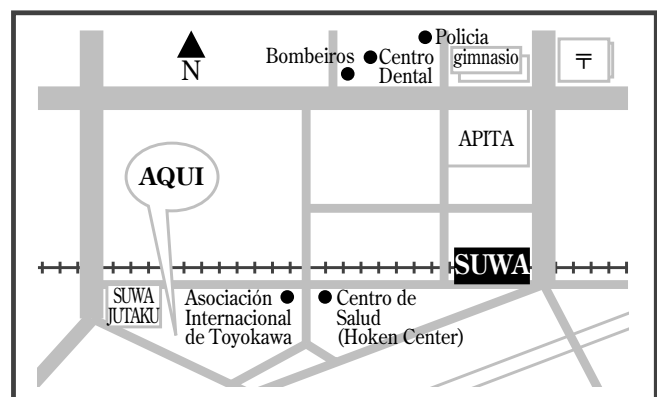 Policia
Bombeiros
Centro
Dental
gimnasio
〒
N
APITA
AQUI
SUWA
SUWA
JUTAKU
Asociación
Internacional
de Toyokawa
Centro de
Salud
(Hoken Center)